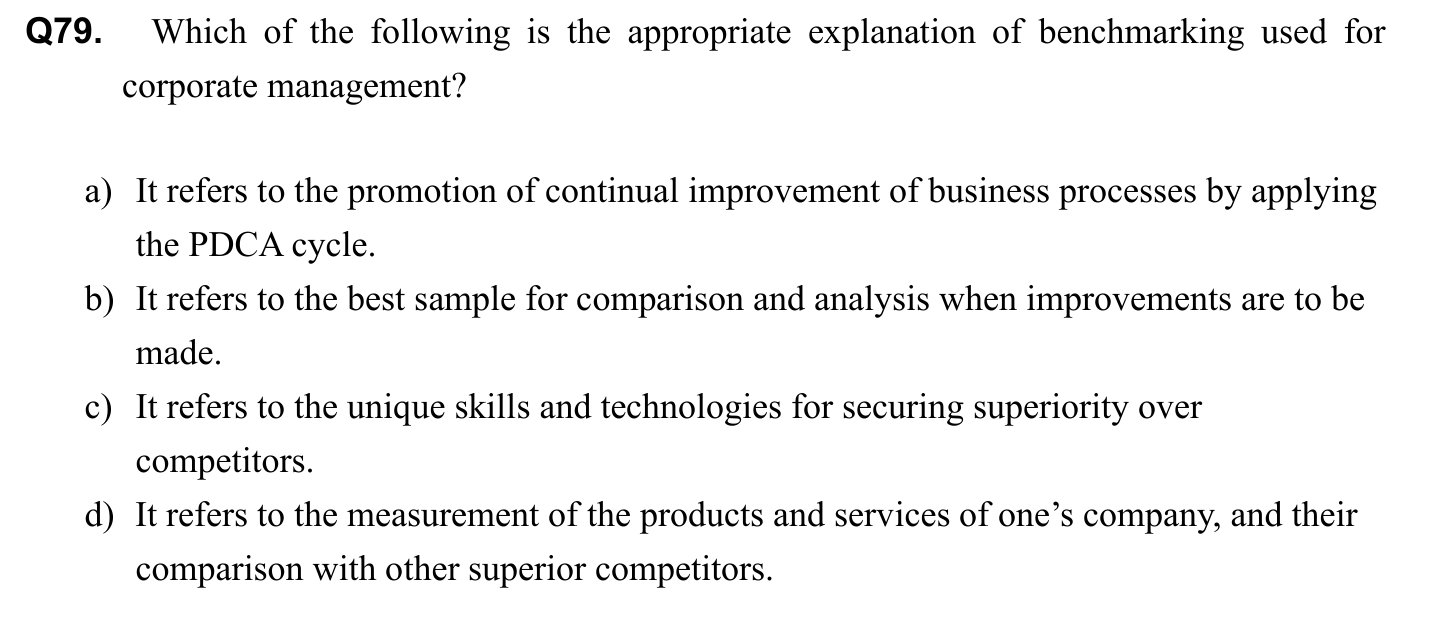 Q79. Which of the following is the appropriate explanation of benchmarking used for
corporate management?
a) It refers to the promotion of continual improvement of business processes by applying
the PDCA cycle.
b) It refers to the best sample for comparison and analysis when improvements are to be
made.
c) It refers to the unique skills and technologies for securing superiority over
competitors.
d) It refers to the measurement of the products and services of one’s company, and their
comparison with other superior competitors.